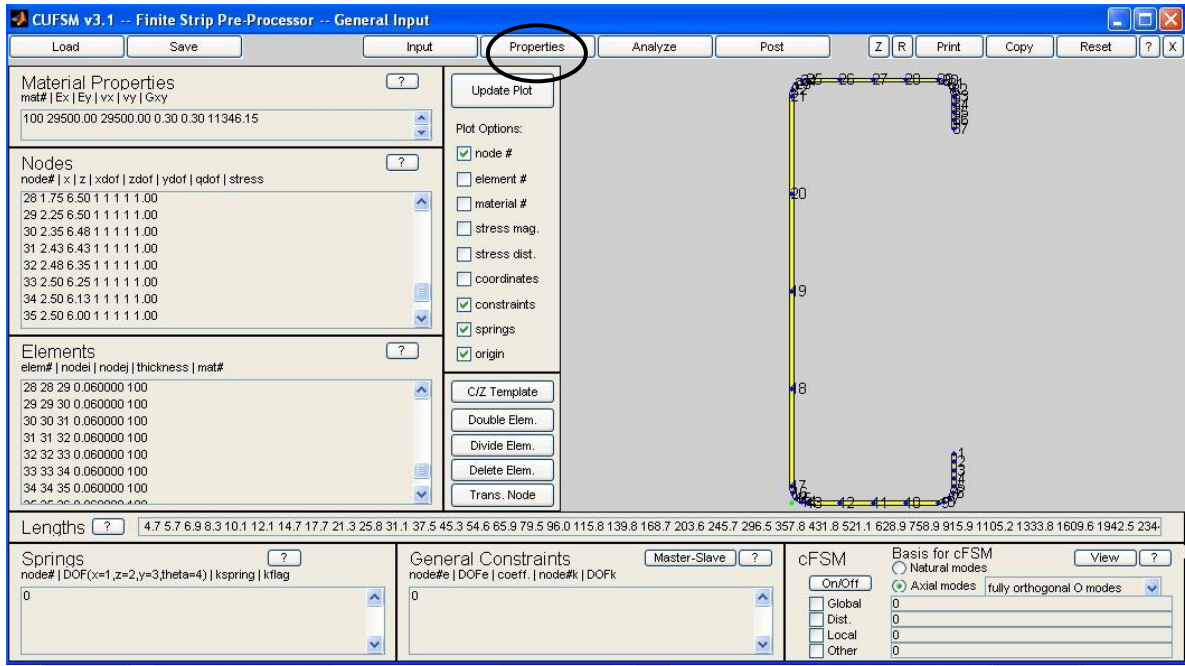 CUFSM v3.1 -- Finite Strip Pre-Processor -- General Input
Load Save Input Properties Analyze Post Z R Print Copy Reset ? X
Material Properties ?
mat# | Ex | Ey | vx | vy | Gxy
100 29500.00 29500.00 0.30 0.30 11346.15
Nodes ?
node# | x | z | xdof | zdof | ydof | qdof | stress
28 1.75 6.50 1 1 1 1 1.00
29 2.25 6.50 1 1 1 1 1.00
30 2.35 6.48 1 1 1 1 1.00
31 2.43 6.43 1 1 1 1 1.00
32 2.48 6.35 1 1 1 1 1.00
33 2.50 6.25 1 1 1 1 1.00
34 2.50 6.13 1 1 1 1 1.00
35 2.50 6.00 1 1 1 1 1.00
Elements ?
elem# | nodei | nodej | thickness | mat#
28 28 29 0.060000 100
29 29 30 0.060000 100
30 30 31 0.060000 100
31 31 32 0.060000 100
32 32 33 0.060000 100
33 33 34 0.060000 100
34 34 35 0.060000 100
Update Plot
Plot Options:
node #
element #
material #
stress mag.
stress dist.
coordinates
constraints
springs
origin
C/Z Template
Double Elem.
Divide Elem.
Delete Elem.
Trans. Node
26 27 28
37
21
20
19
18
17
1
2
3
12 11 10
Lengths ? 4.7 5.7 6.9 8.3 10.1 12.1 14.7 17.7 21.3 25.8 31.1 37.5 45.3 54.6 65.9 79.5 96.0 115.8 139.8 168.7 203.6 245.7 296.5 357.8 431.8 521.1 628.9 758.9 915.9 1105.2 1333.8 1609.6 1942.5 234
Springs ?
node# | DOF(x=1,z=2,y=3,theta=4) | kspring | kflag
0
General Constraints Master-Slave ?
node#e | DOFe | coeff. | node#k | DOFk
0
cFSM
On/Off
Basis for cFSM View ?
Natural modes
Axial modes fully orthogonal O modes
Global 0
Dist. 0
Local 0
Other 0